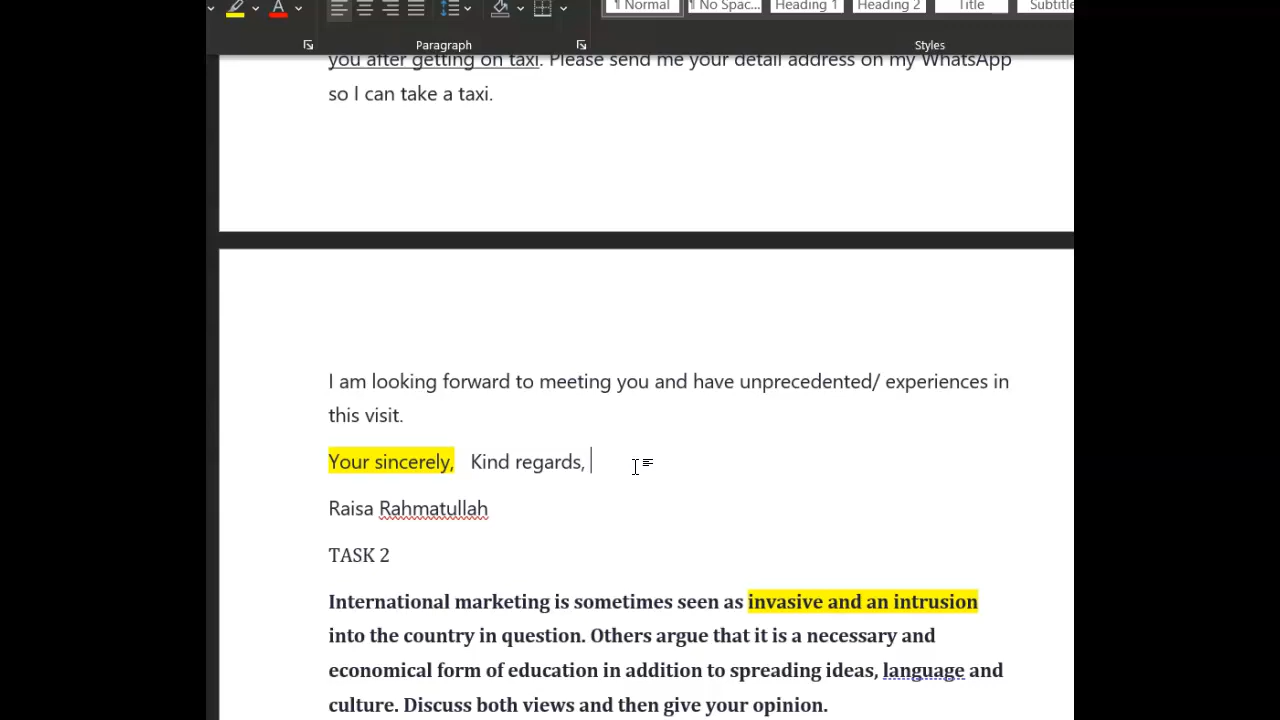 Normal
No Spac...
Heading 1
Heading 2
Title
Subtitle
Paragraph
Styles
you after getting on taxi. Please send me your detail address on my WhatsApp
so I can take a taxi.
I am looking forward to meeting you and have unprecedented/ experiences in
this visit.
Your sincerely, Kind regards,
Raisa Rahmatullah
TASK 2
International marketing is sometimes seen as invasive and an intrusion
into the country in question. Others argue that it is a necessary and
economical form of education in addition to spreading ideas, language and
culture. Discuss both views and then give your opinion.